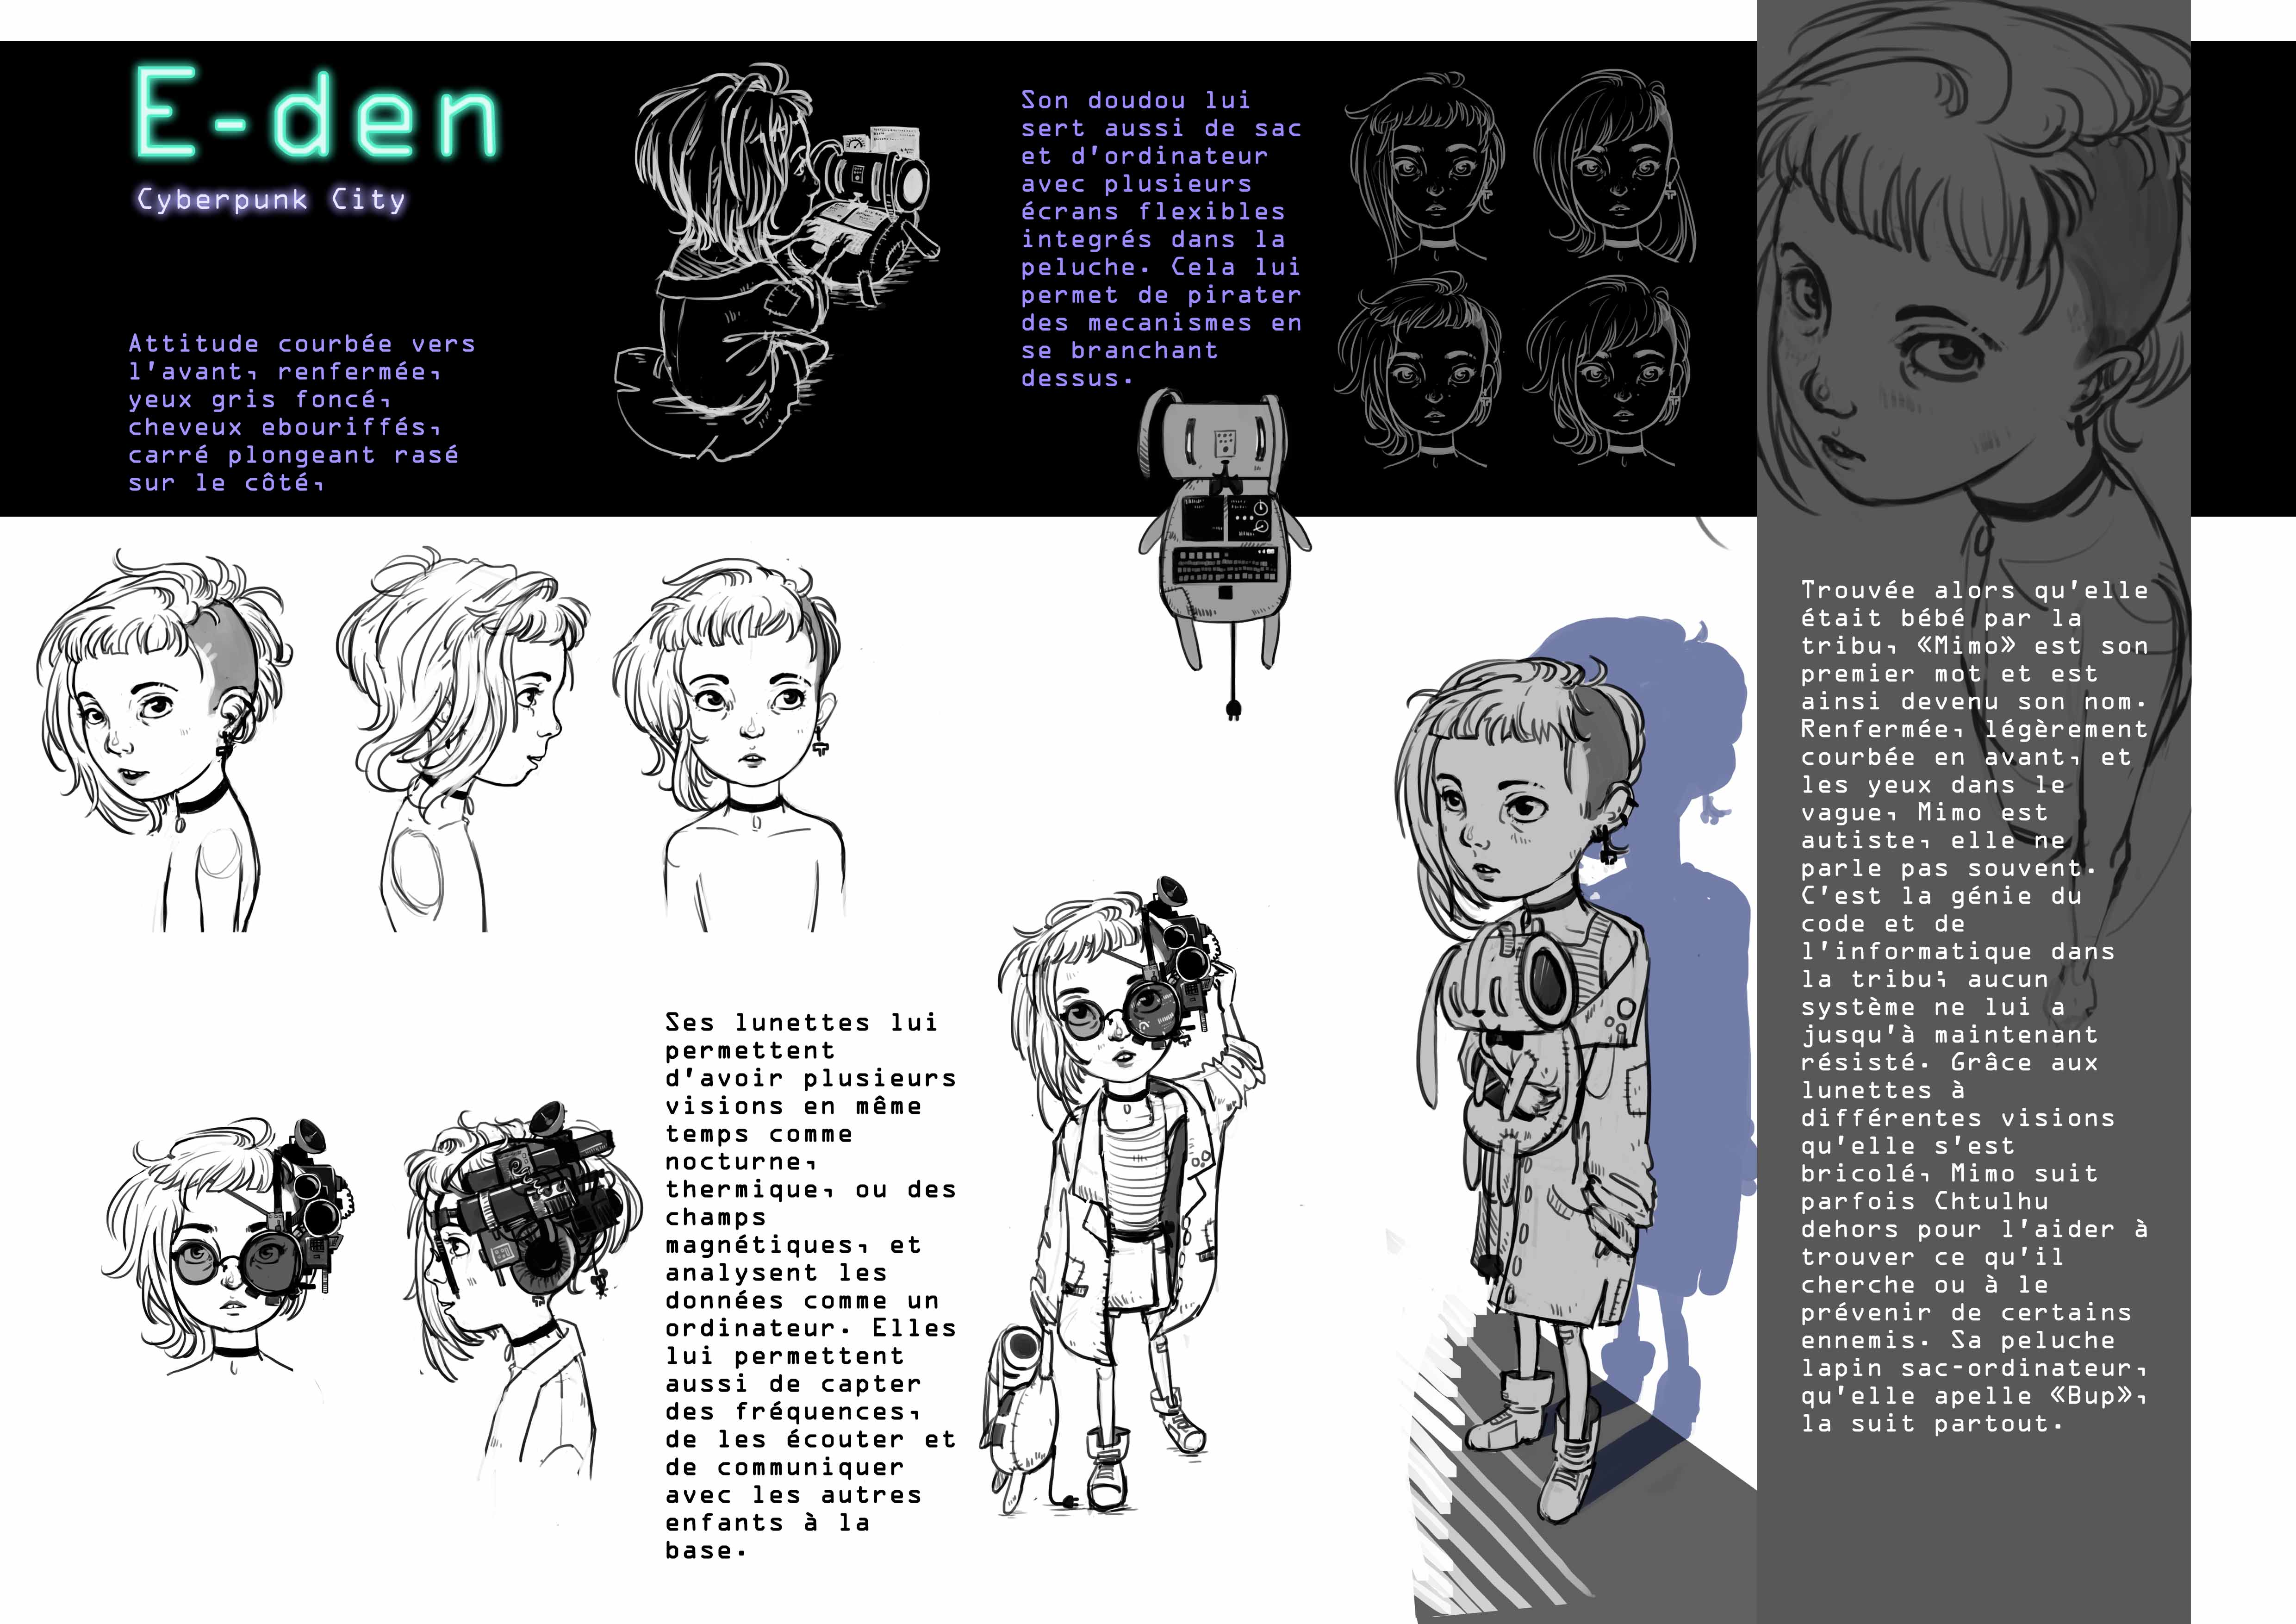 E-den
Cyberpunk City
Attitude courbée vers
l'avant, renfermée,
yeux gris foncé,
cheveux ebouriffés,
carré plongeant rasé
sur le côté,
Son doudou lui
sert aussi de sac
et d'ordinateur
avec plusieurs
écrans flexibles
integrés dans la
peluche. Cela lui
permet de pirater
des mecanismes en
se branchant
dessus.
Ses lunettes lui
permettent
d'avoir plusieurs
visions en même
temps comme
nocturne,
thermique, ou des
champs
magnétiques, et
analysent les
données comme un
ordinateur. Elles
lui permettent
aussi de capter
des fréquences,
de les écouter et
de communiquer
avec les autres
enfants à la
base.
Trouvée alors qu'elle
était bébé par la
tribu, «Mimo» est son
premier mot et est
ainsi devenu son nom.
Renfermée, légèrement
courbée en avant, et
les yeux dans le
vague, Mimo est
autiste, elle ne
parle pas souvent.
C'est la génie du
code et de
l'informatique dans
la tribu; aucun
système ne lui a
jusqu'à maintenant
résisté. Grâce aux
lunettes à
différentes visions
qu'elle s'est
bricolé, Mimo suit
parfois Chtulhu
dehors pour l'aider à
trouver ce qu'il
cherche ou à le
prévenir de certains
ennemis. Sa peluche
lapin sac-ordinateur,
qu'elle apelle «Bup»,
la suit partout.